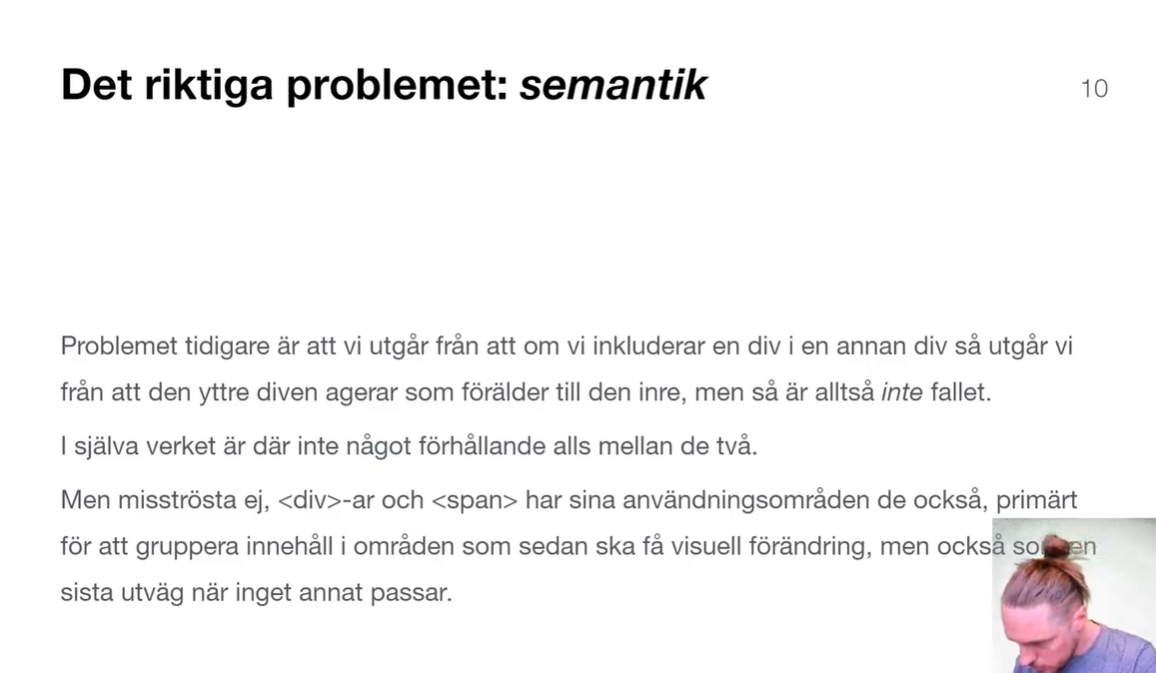 Det riktiga problemet: semantik
10
Problemet tidigare är att vi utgår från att om vi inkluderar en div i en annan div så utgår vi
från att den yttre diven agerar som förälder till den inre, men så är alltså inte fallet.
I själva verket är där inte något förhållande alls mellan de två.
Men misströsta ej, <div>-ar och <span> har sina användningsområden de också, primärt
för att gruppera innehåll i områden som sedan ska få visuell förändring, men också en
sista utväg när inget annat passar.